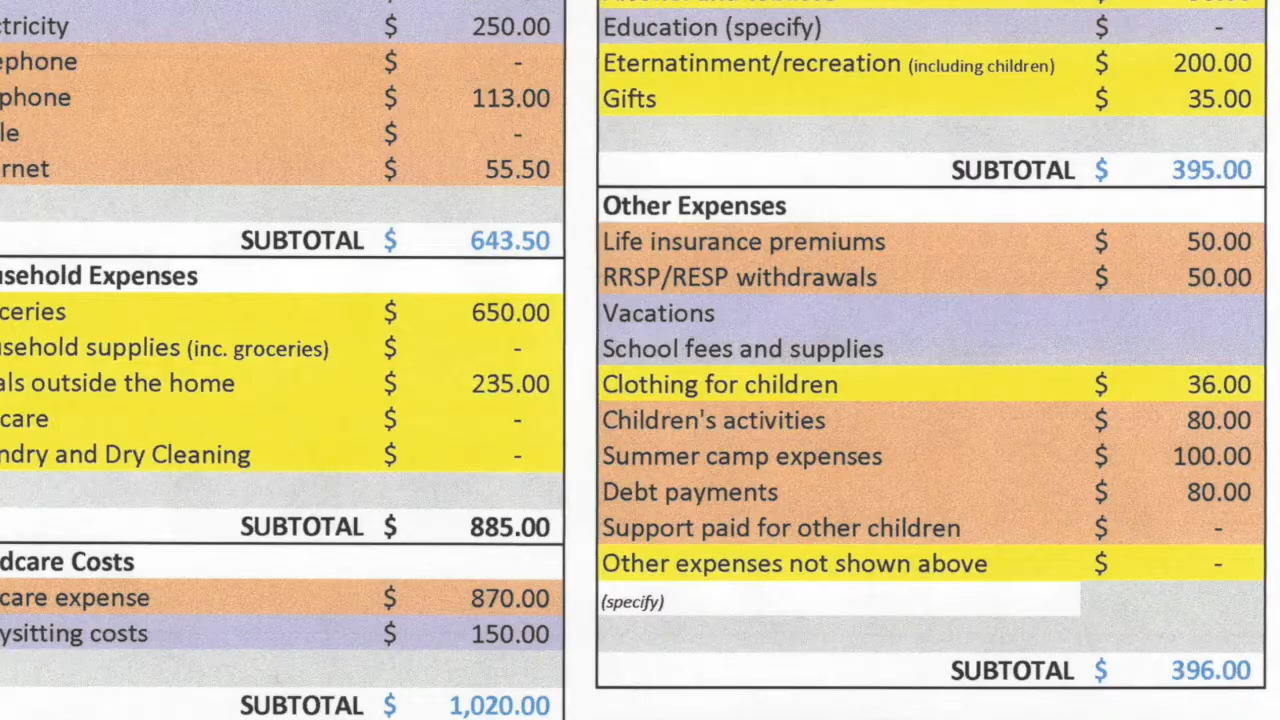 ctricity $ 250.00
ephone $ -
phone $ 113.00
le $ -
rnet $ 55.50
SUBTOTAL $ 643.50
usehold Expenses
ceries $ 650.00
usehold supplies (inc. groceries) $ -
als outside the home $ 235.00
care $ -
ndry and Dry Cleaning $ -
SUBTOTAL $ 885.00
dcare Costs
care expense $ 870.00
ysitting costs $ 150.00
SUBTOTAL $ 1,020.00
Education (specify) $ -
Eternatinment/recreation (including children) $ 200.00
Gifts $ 35.00
SUBTOTAL $ 395.00
Other Expenses
Life insurance premiums $ 50.00
RRSP/RESP withdrawals $ 50.00
Vacations
School fees and supplies
Clothing for children $ 36.00
Children's activities $ 80.00
Summer camp expenses $ 100.00
Debt payments $ 80.00
Support paid for other children $ -
Other expenses not shown above $ -
(specify)
SUBTOTAL $ 396.00